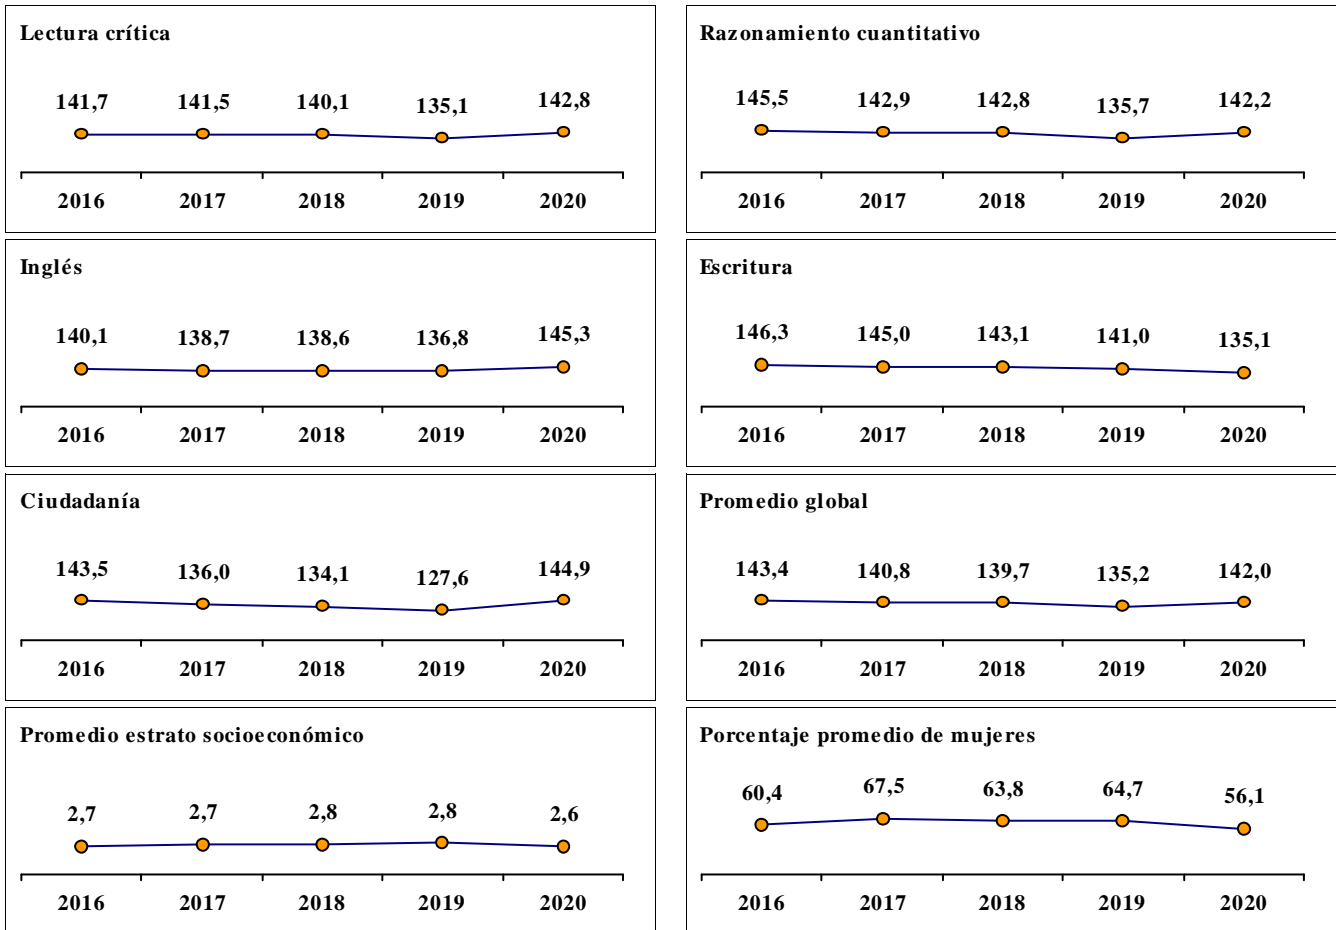 Lectura crítica
141,7 141,5 140,1 135,1 142,8
2016 2017 2018 2019 2020
Razonamiento cuantitativo
145,5 142,9 142,8 135,7 142,2
2016 2017 2018 2019 2020
Inglés
140,1 138,7 138,6 136,8 145,3
2016 2017 2018 2019 2020
Escritura
146,3 145,0 143,1 141,0 135,1
2016 2017 2018 2019 2020
Ciudadanía
143,5 136,0 134,1 127,6 144,9
2016 2017 2018 2019 2020
Promedio global
143,4 140,8 139,7 135,2 142,0
2016 2017 2018 2019 2020
Promedio estrato socioeconómico
2,7 2,7 2,8 2,8 2,6
2016 2017 2018 2019 2020
Porcentaje promedio de mujeres
60,4 67,5 63,8 64,7 56,1
2016 2017 2018 2019 2020